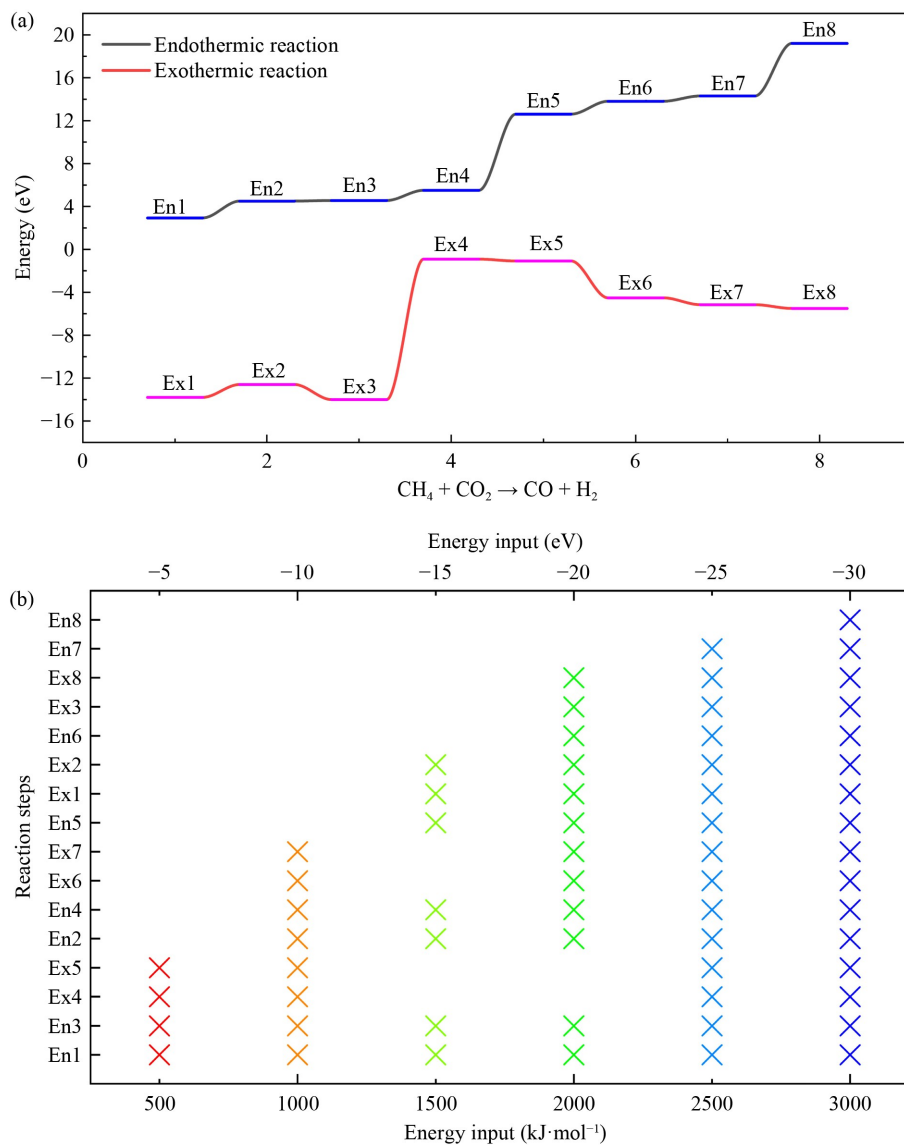 (a)
20
16
12
8
4
0
−4
−8
−12
−16
Energy (eV)
Endothermic reaction
Exothermic reaction
En1
En2
En3
En4
En5
En6
En7
En8
Ex1
Ex2
Ex3
Ex4
Ex5
Ex6
Ex7
Ex8
0 2 4 6 8
CH₄ + CO₂ → CO + H₂
Energy input (eV)
−5 −10 −15 −20 −25 −30
(b)
En8
En7
Ex8
Ex3
En6
Ex2
Ex1
En5
Ex7
Ex6
En4
En2
Ex5
Ex4
En3
En1
Reaction steps
500 1000 1500 2000 2500 3000
Energy input (kJ·mol⁻¹)